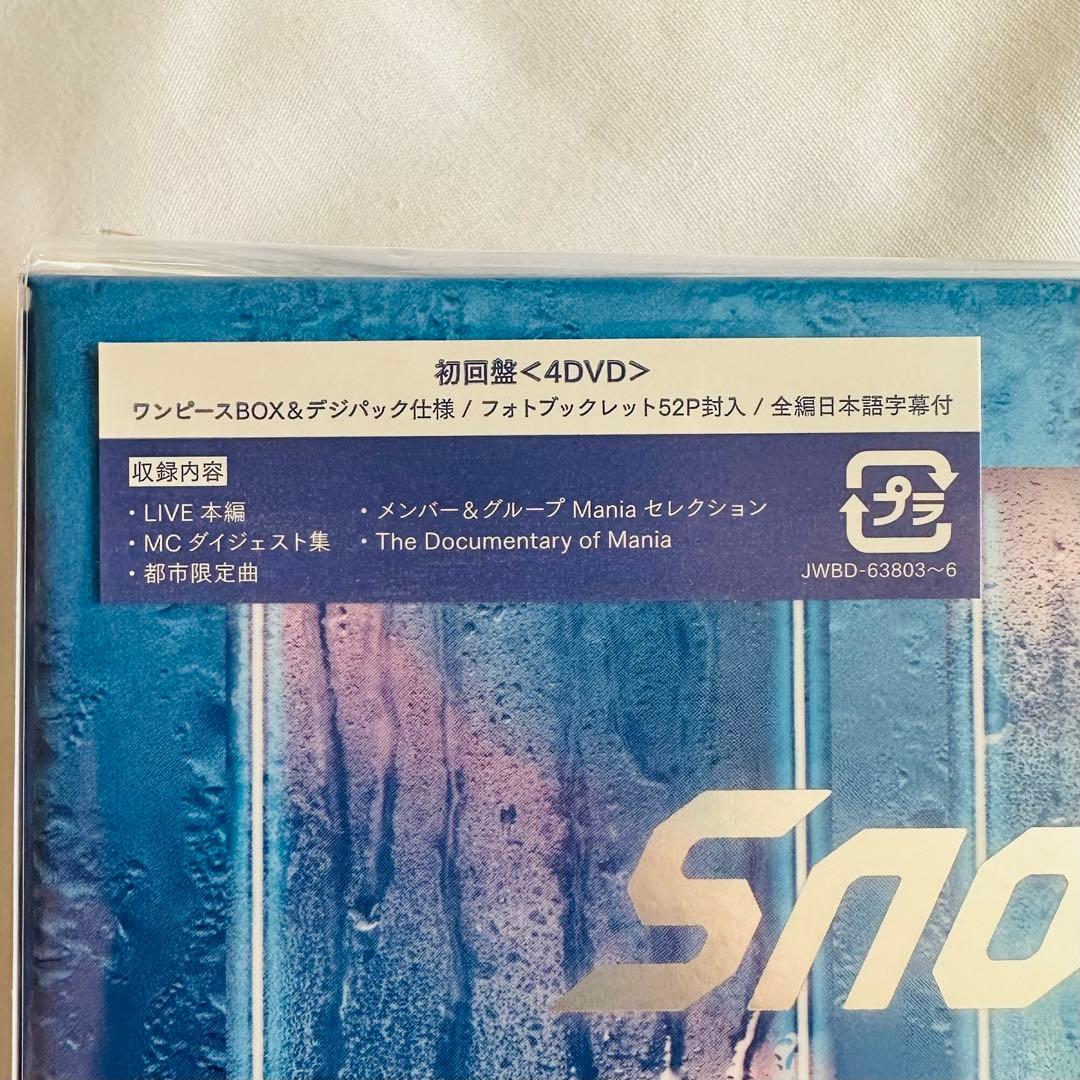 初回盤<4DVD>
ワンピースBOX&デジパック仕様 / フォトブックレット52P封入 / 全編日本語字幕付
収録内容
・LIVE 本編
・MC ダイジェスト集
・都市限定曲
・メンバー&グループ Mania セレクション
・The Documentary of Mania
プラ
JWBD-63803〜6
Sno